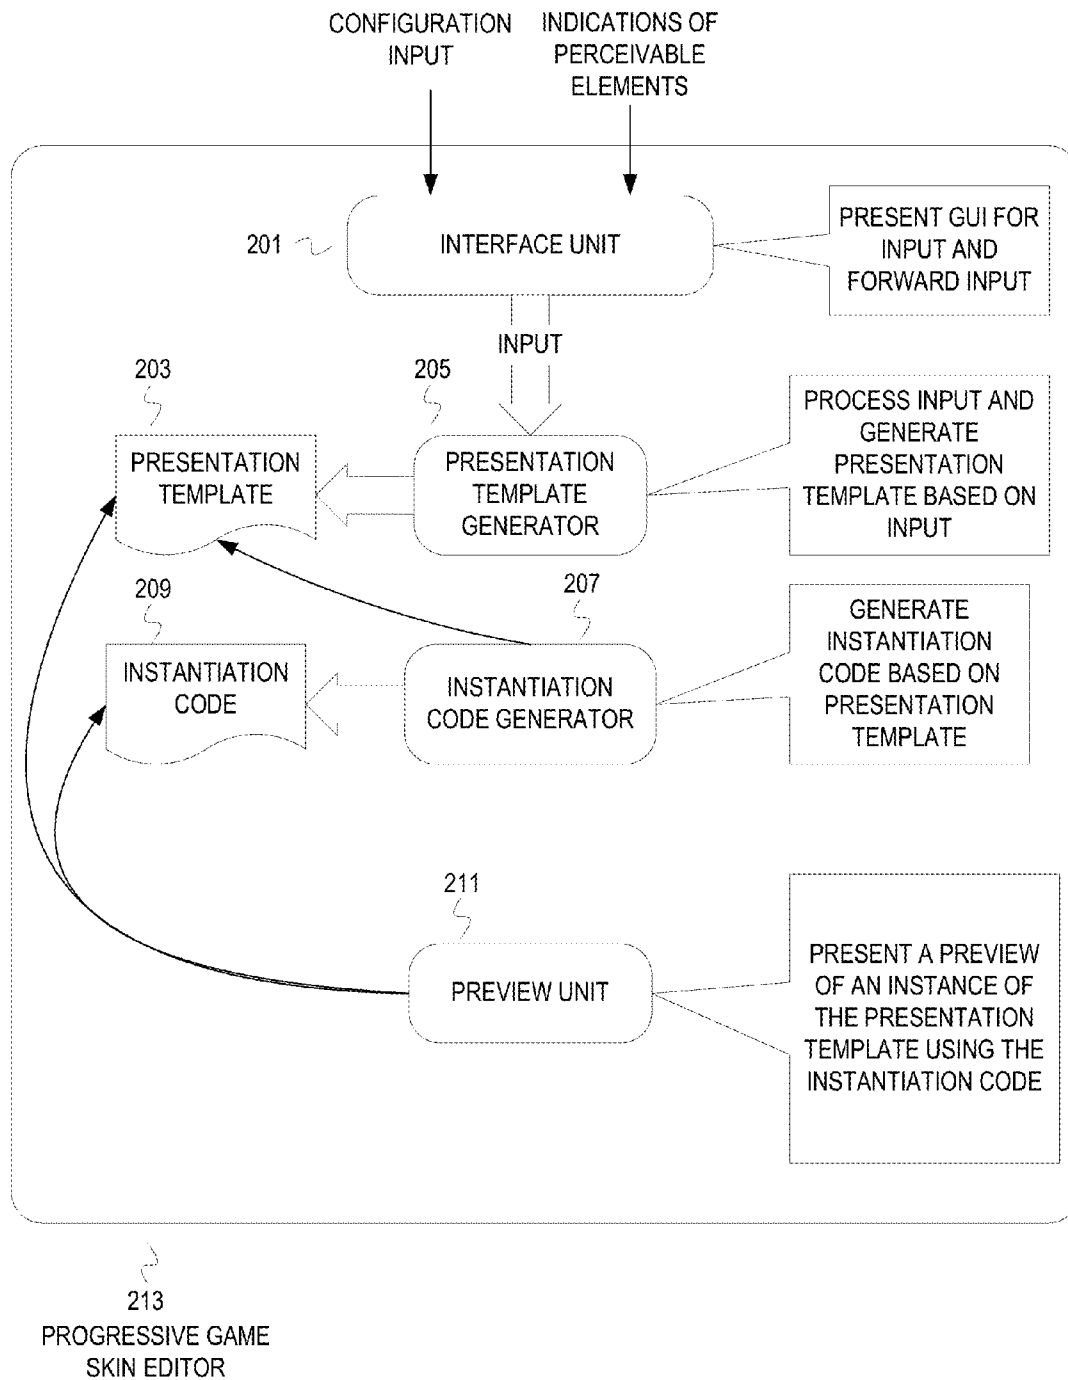 CONFIGURATION
INPUT
INDICATIONS OF
PERCEIVABLE
ELEMENTS
201
INTERFACE UNIT
PRESENT GUI FOR
INPUT AND
FORWARD INPUT
INPUT
203
205
PRESENTATION
TEMPLATE
PRESENTATION
TEMPLATE
GENERATOR
PROCESS INPUT AND
GENERATE
PRESENTATION
TEMPLATE BASED ON
INPUT
209
207
INSTANTIATION
CODE
INSTANTIATION
CODE GENERATOR
GENERATE
INSTANTIATION
CODE BASED ON
PRESENTATION
TEMPLATE
211
PREVIEW UNIT
PRESENT A PREVIEW
OF AN INSTANCE OF
THE PRESENTATION
TEMPLATE USING THE
INSTANTIATION CODE
213
PROGRESSIVE GAME
SKIN EDITOR